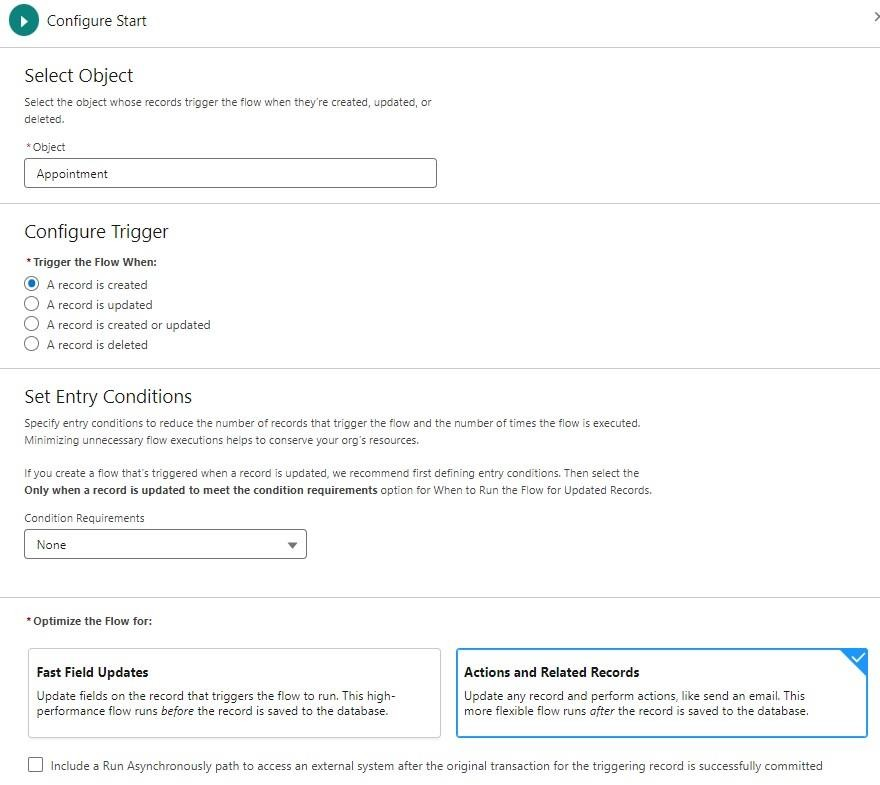 Configure Start
Select Object
Select the object whose records trigger the flow when they're created, updated, or
deleted.
*Object
Appointment
Configure Trigger
*Trigger the Flow When:
A record is created
A record is updated
A record is created or updated
A record is deleted
Set Entry Conditions
Specify entry conditions to reduce the number of records that trigger the flow and the number of times the flow is executed.
Minimizing unnecessary flow executions helps to conserve your org's resources.
If you create a flow that's triggered when a record is updated, we recommend first defining entry conditions. Then select the
Only when a record is updated to meet the condition requirements option for When to Run the Flow for Updated Records.
Condition Requirements
None
*Optimize the Flow for:
Fast Field Updates
Update fields on the record that triggers the flow to run. This high-
performance flow runs before the record is saved to the database.
Actions and Related Records
Update any record and perform actions, like send an email. This
more flexible flow runs after the record is saved to the database.
Include a Run Asynchronously path to access an external system after the original transaction for the triggering record is successfully committed